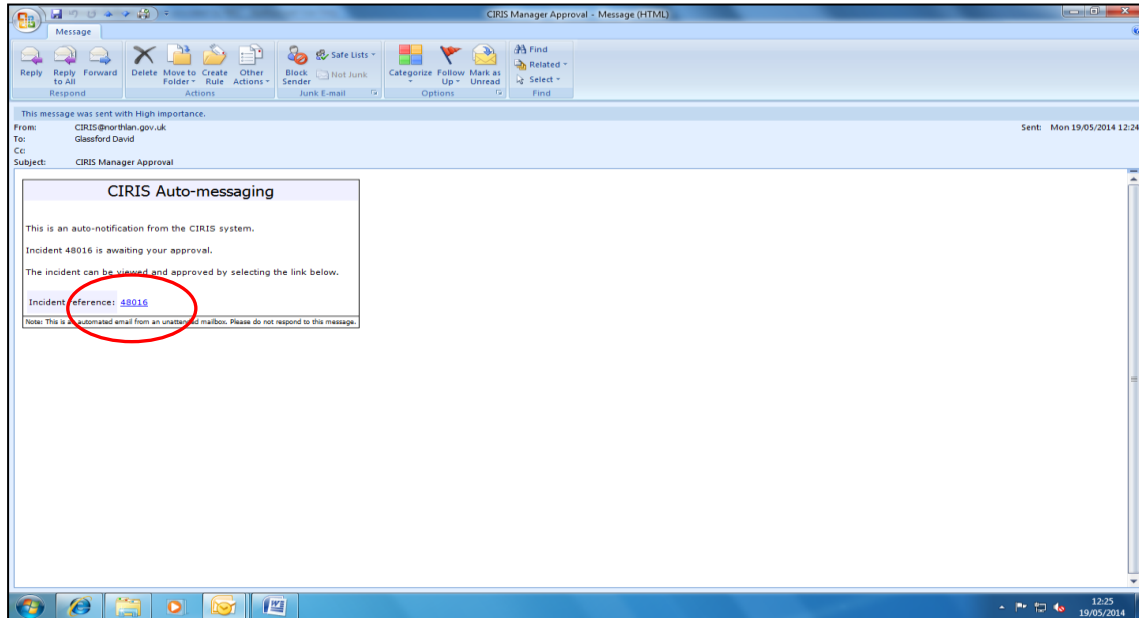 CIRIS Manager Approval - Message (HTML)
Message
Reply
Reply to All
Forward
Delete
Move to Folder
Create Rule
Other Actions
Block Sender
Safe Lists
Not Junk
Categorize
Follow Up
Mark as Unread
Find
Related
Select
Respond
Actions
Junk E-mail
Options
Find
This message was sent with High importance.
From: CIRIS@northlan.gov.uk
Sent: Mon 19/05/2014 12:24
To: Glassford David
Cc:
Subject: CIRIS Manager Approval
CIRIS Auto-messaging
This is an auto-notification from the CIRIS system.
Incident 48016 is awaiting your approval.
The incident can be viewed and approved by selecting the link below.
Incident reference: 48016
Note: This is an automated email from an unattended mailbox. Please do not respond to this message.
12:25
19/05/2014